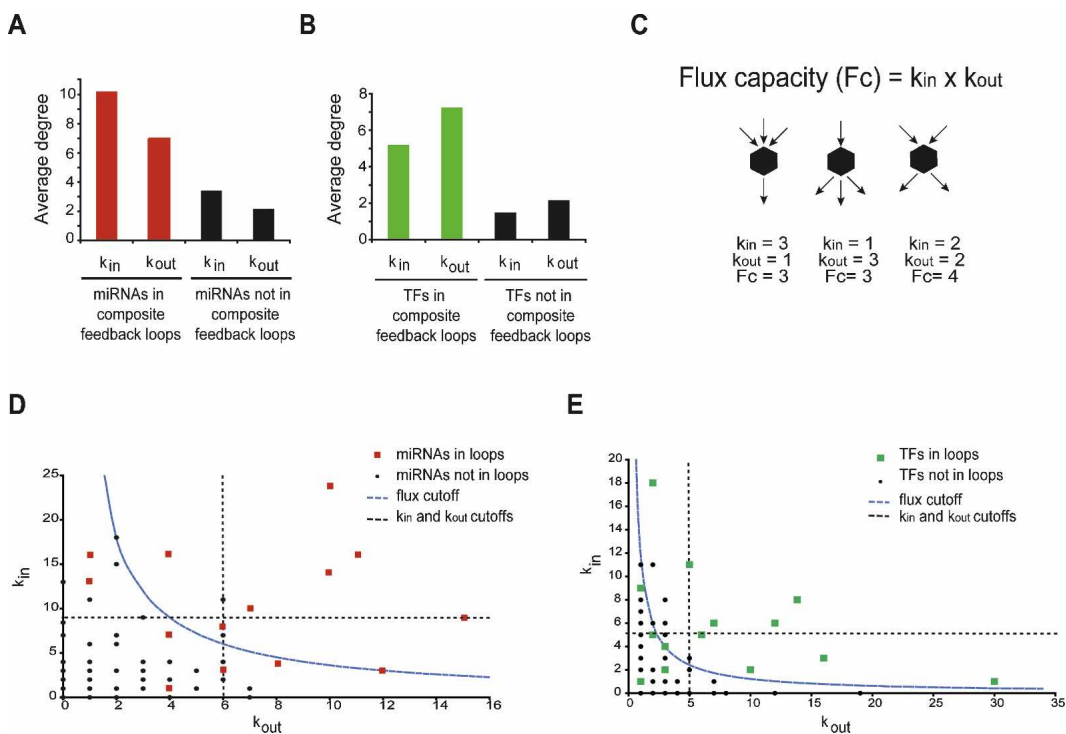 A
Average degree
10
8
6
4
2
0
kin
kout
kin
kout
miRNAs in
composite
feedback loops
miRNAs not in
composite
feedback loops
B
Average degree
8
6
4
2
0
kin
kout
kin
kout
TFs in
composite
feedback loops
TFs not in
composite
feedback loops
C
Flux capacity (Fc) = kin x kout
kin = 3
kout = 1
Fc = 3
kin = 1
kout = 3
Fc= 3
kin = 2
kout = 2
Fc= 4
D
miRNAs in loops
miRNAs not in loops
flux cutoff
kin and kout cutoffs
kin
25
20
15
10
5
0
0 2 4 6 8 10 12 14 16
kout
E
TFs in loops
TFs not in loops
flux cutoff
kin and kout cutoffs
kin
20
18
16
14
12
10
8
6
4
2
0
0 5 10 15 20 25 30 35
kout